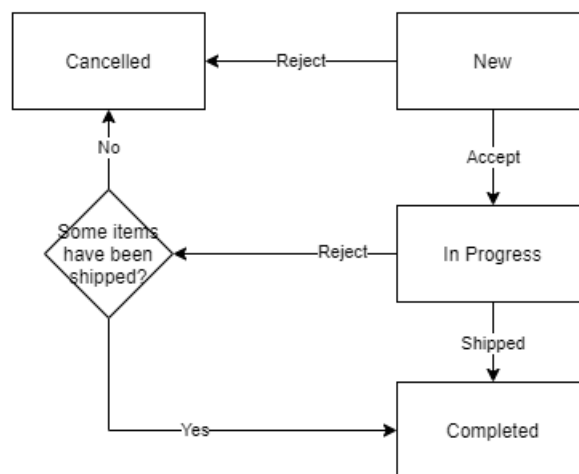 Cancelled
Reject
New
No
Accept
Some items
have been
shipped?
Reject
In Progress
Shipped
Yes
Completed